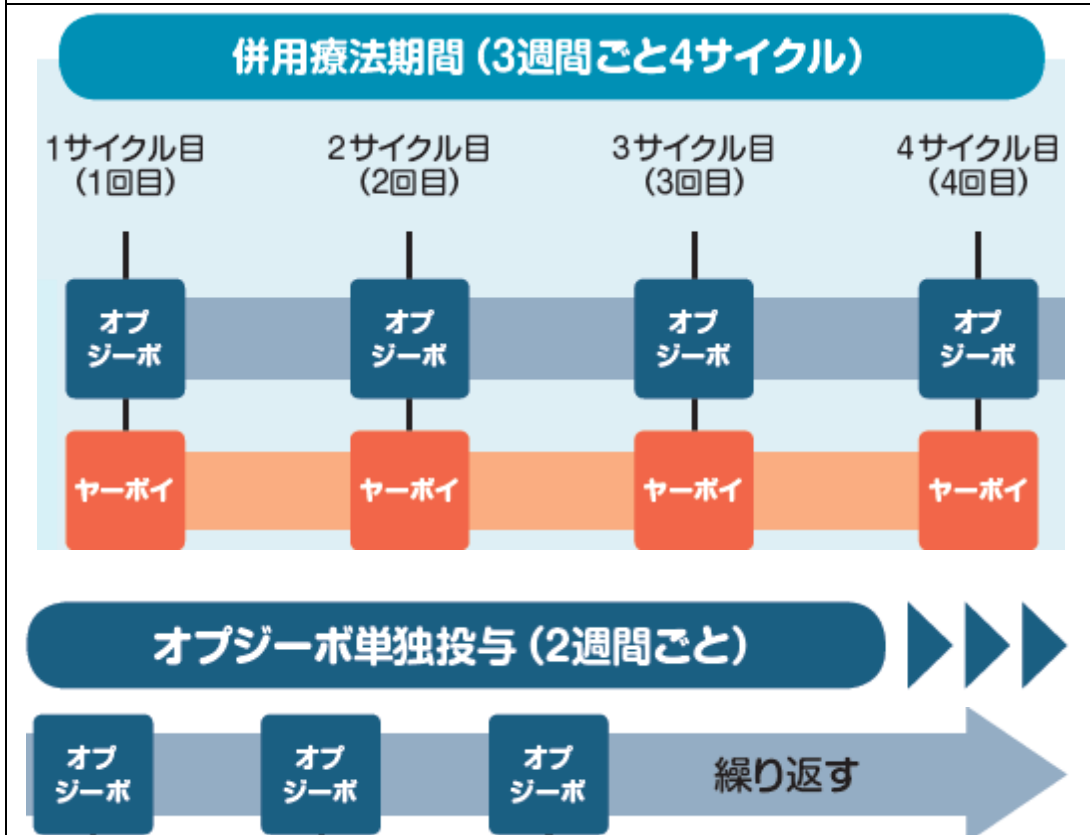 併用療法期間（3週間ごと4サイクル）
1サイクル目
（1回目）
2サイクル目
（2回目）
3サイクル目
（3回目）
4サイクル目
（4回目）
オプ
ジーボ
オプ
ジーボ
オプ
ジーボ
オプ
ジーボ
ヤーボイ
ヤーボイ
ヤーボイ
ヤーボイ
オプジーボ単独投与（2週間ごと）
オプ
ジーボ
オプ
ジーボ
オプ
ジーボ
繰り返す